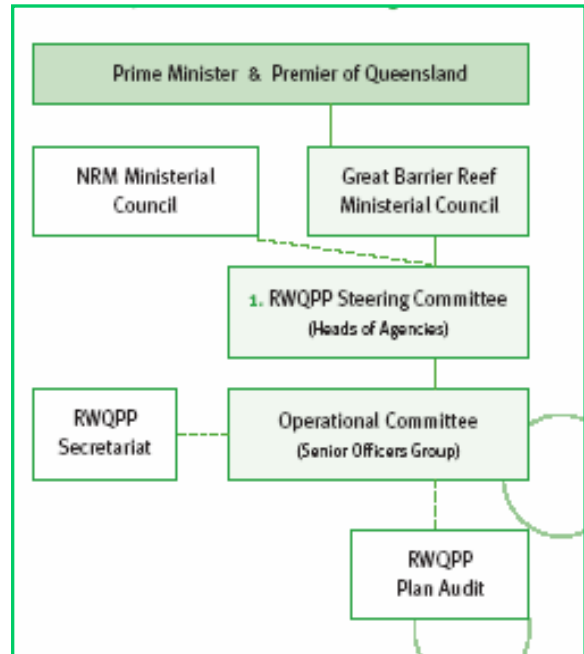 Prime Minister & Premier of Queensland
NRM Ministerial
Council
Great Barrier Reef
Ministerial Council
1. RWQPP Steering Committee
(Heads of Agencies)
RWQPP
Secretariat
Operational Committee
(Senior Officers Group)
RWQPP
Plan Audit